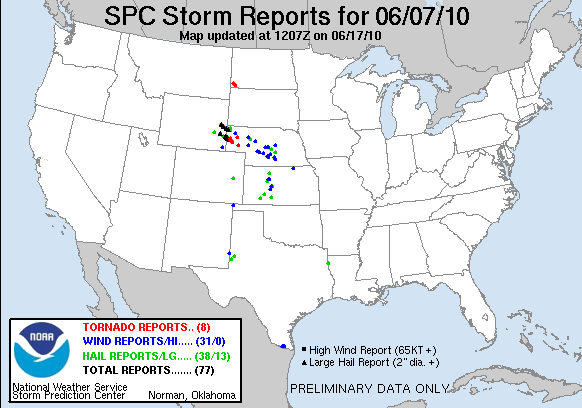 SPC Storm Reports for 06/07/10
Map updated at 1207Z on 06/17/10
NOAA
TORNADO REPORTS.. (8)
WIND REPORTS/HI..... (31/0)
HAIL REPORTS/LG..... (38/13)
TOTAL REPORTS....... (77)
National Weather Service
Storm Prediction Center Norman, Oklahoma
High Wind Report (65KT +)
Large Hail Report (2" dia. +)
PRELIMINARY DATA ONLY